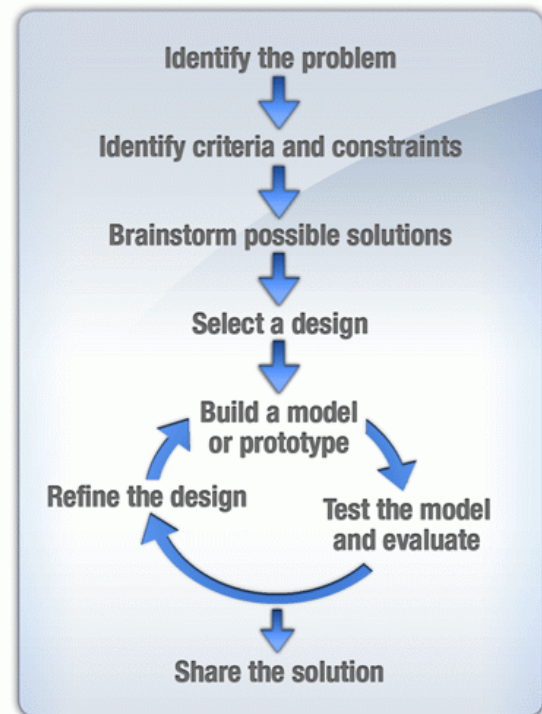 Identify the problem
Identify criteria and constraints
Brainstorm possible solutions
Select a design
Build a model
or prototype
Refine the design
Test the model
and evaluate
Share the solution